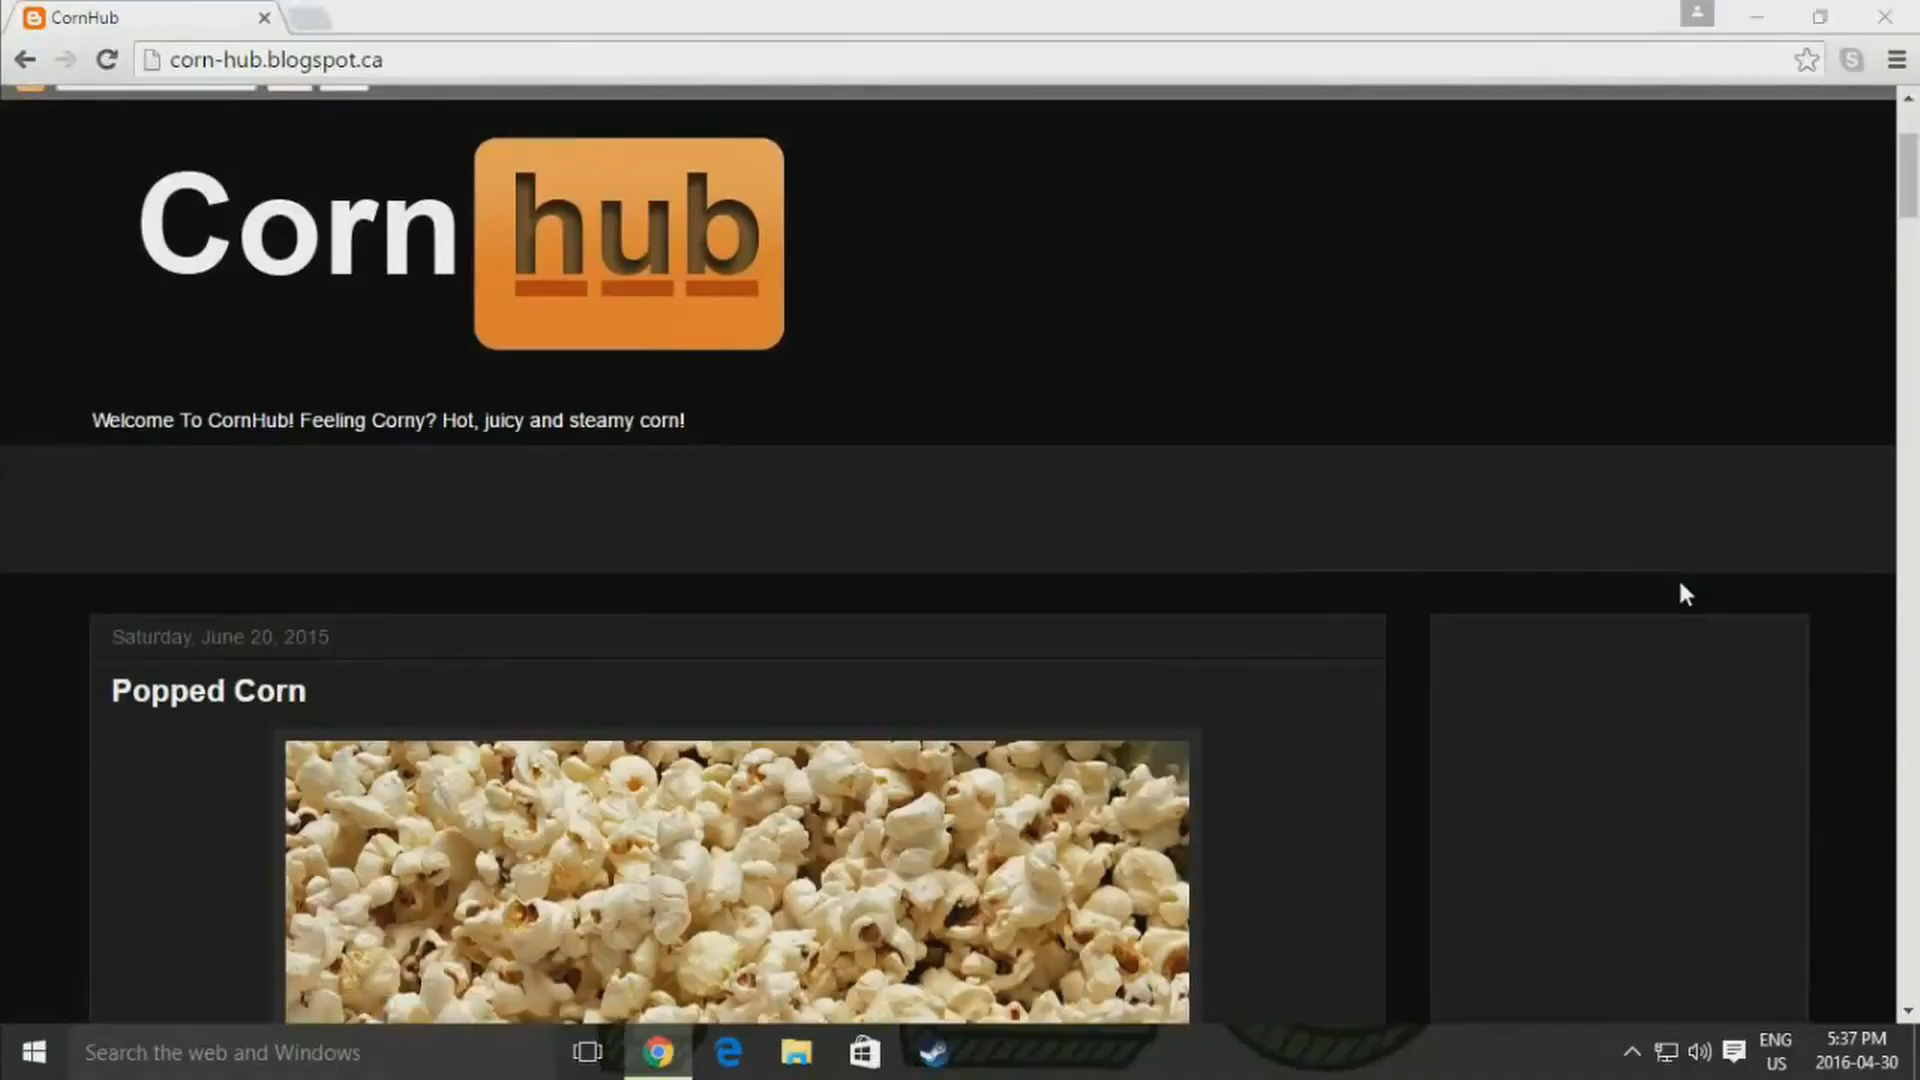 CornHub
corn-hub.blogspot.ca
Corn hub
Welcome To CornHub! Feeling Corny? Hot, juicy and steamy corn!
Saturday, June 20, 2015
Popped Corn
Search the web and Windows
ENG
US
5:37 PM
2016-04-30